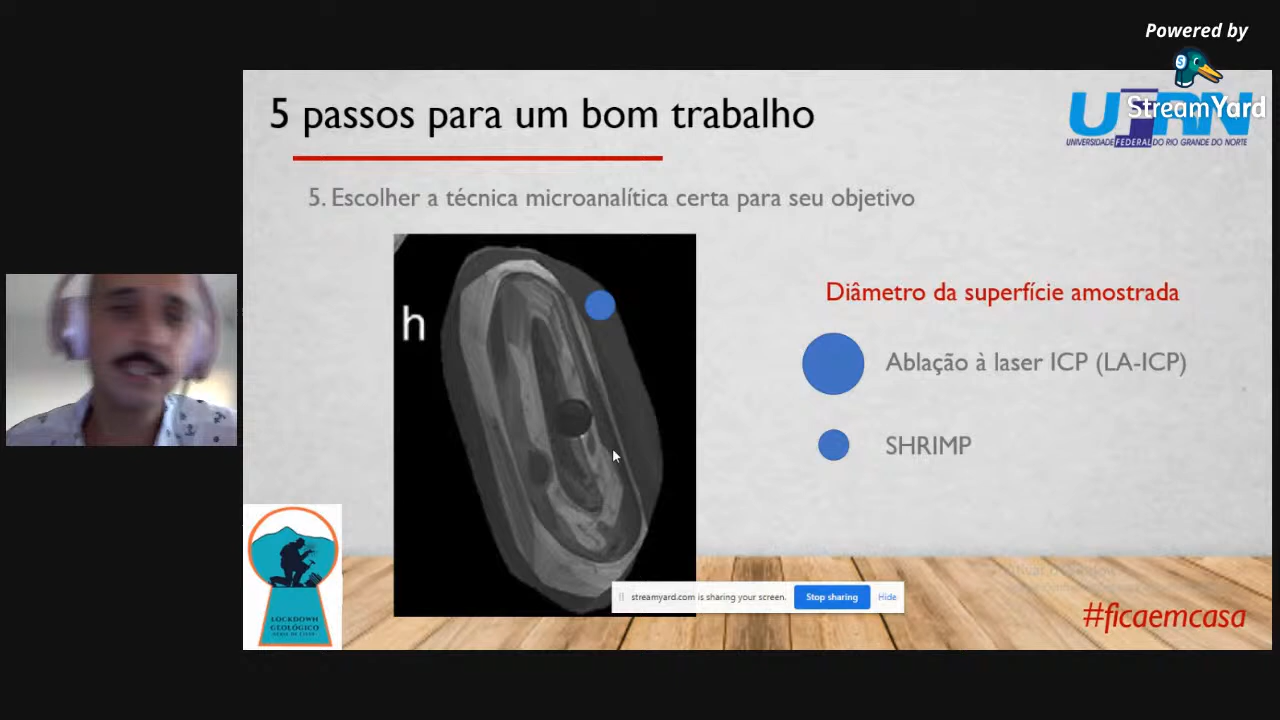 Powered by
StreamYard
5 passos para um bom trabalho
UFRN
UNIVERSIDADE FEDERAL DO RIO GRANDE DO NORTE
5. Escolher a técnica microanalítica certa para seu objetivo
h
Diâmetro da superfície amostrada
Ablação à laser ICP (LA-ICP)
SHRIMP
LOCKDOWN
GEOLÓGICO
streamyard.com is sharing your screen.
Stop sharing
Hide
#ficaemcasa